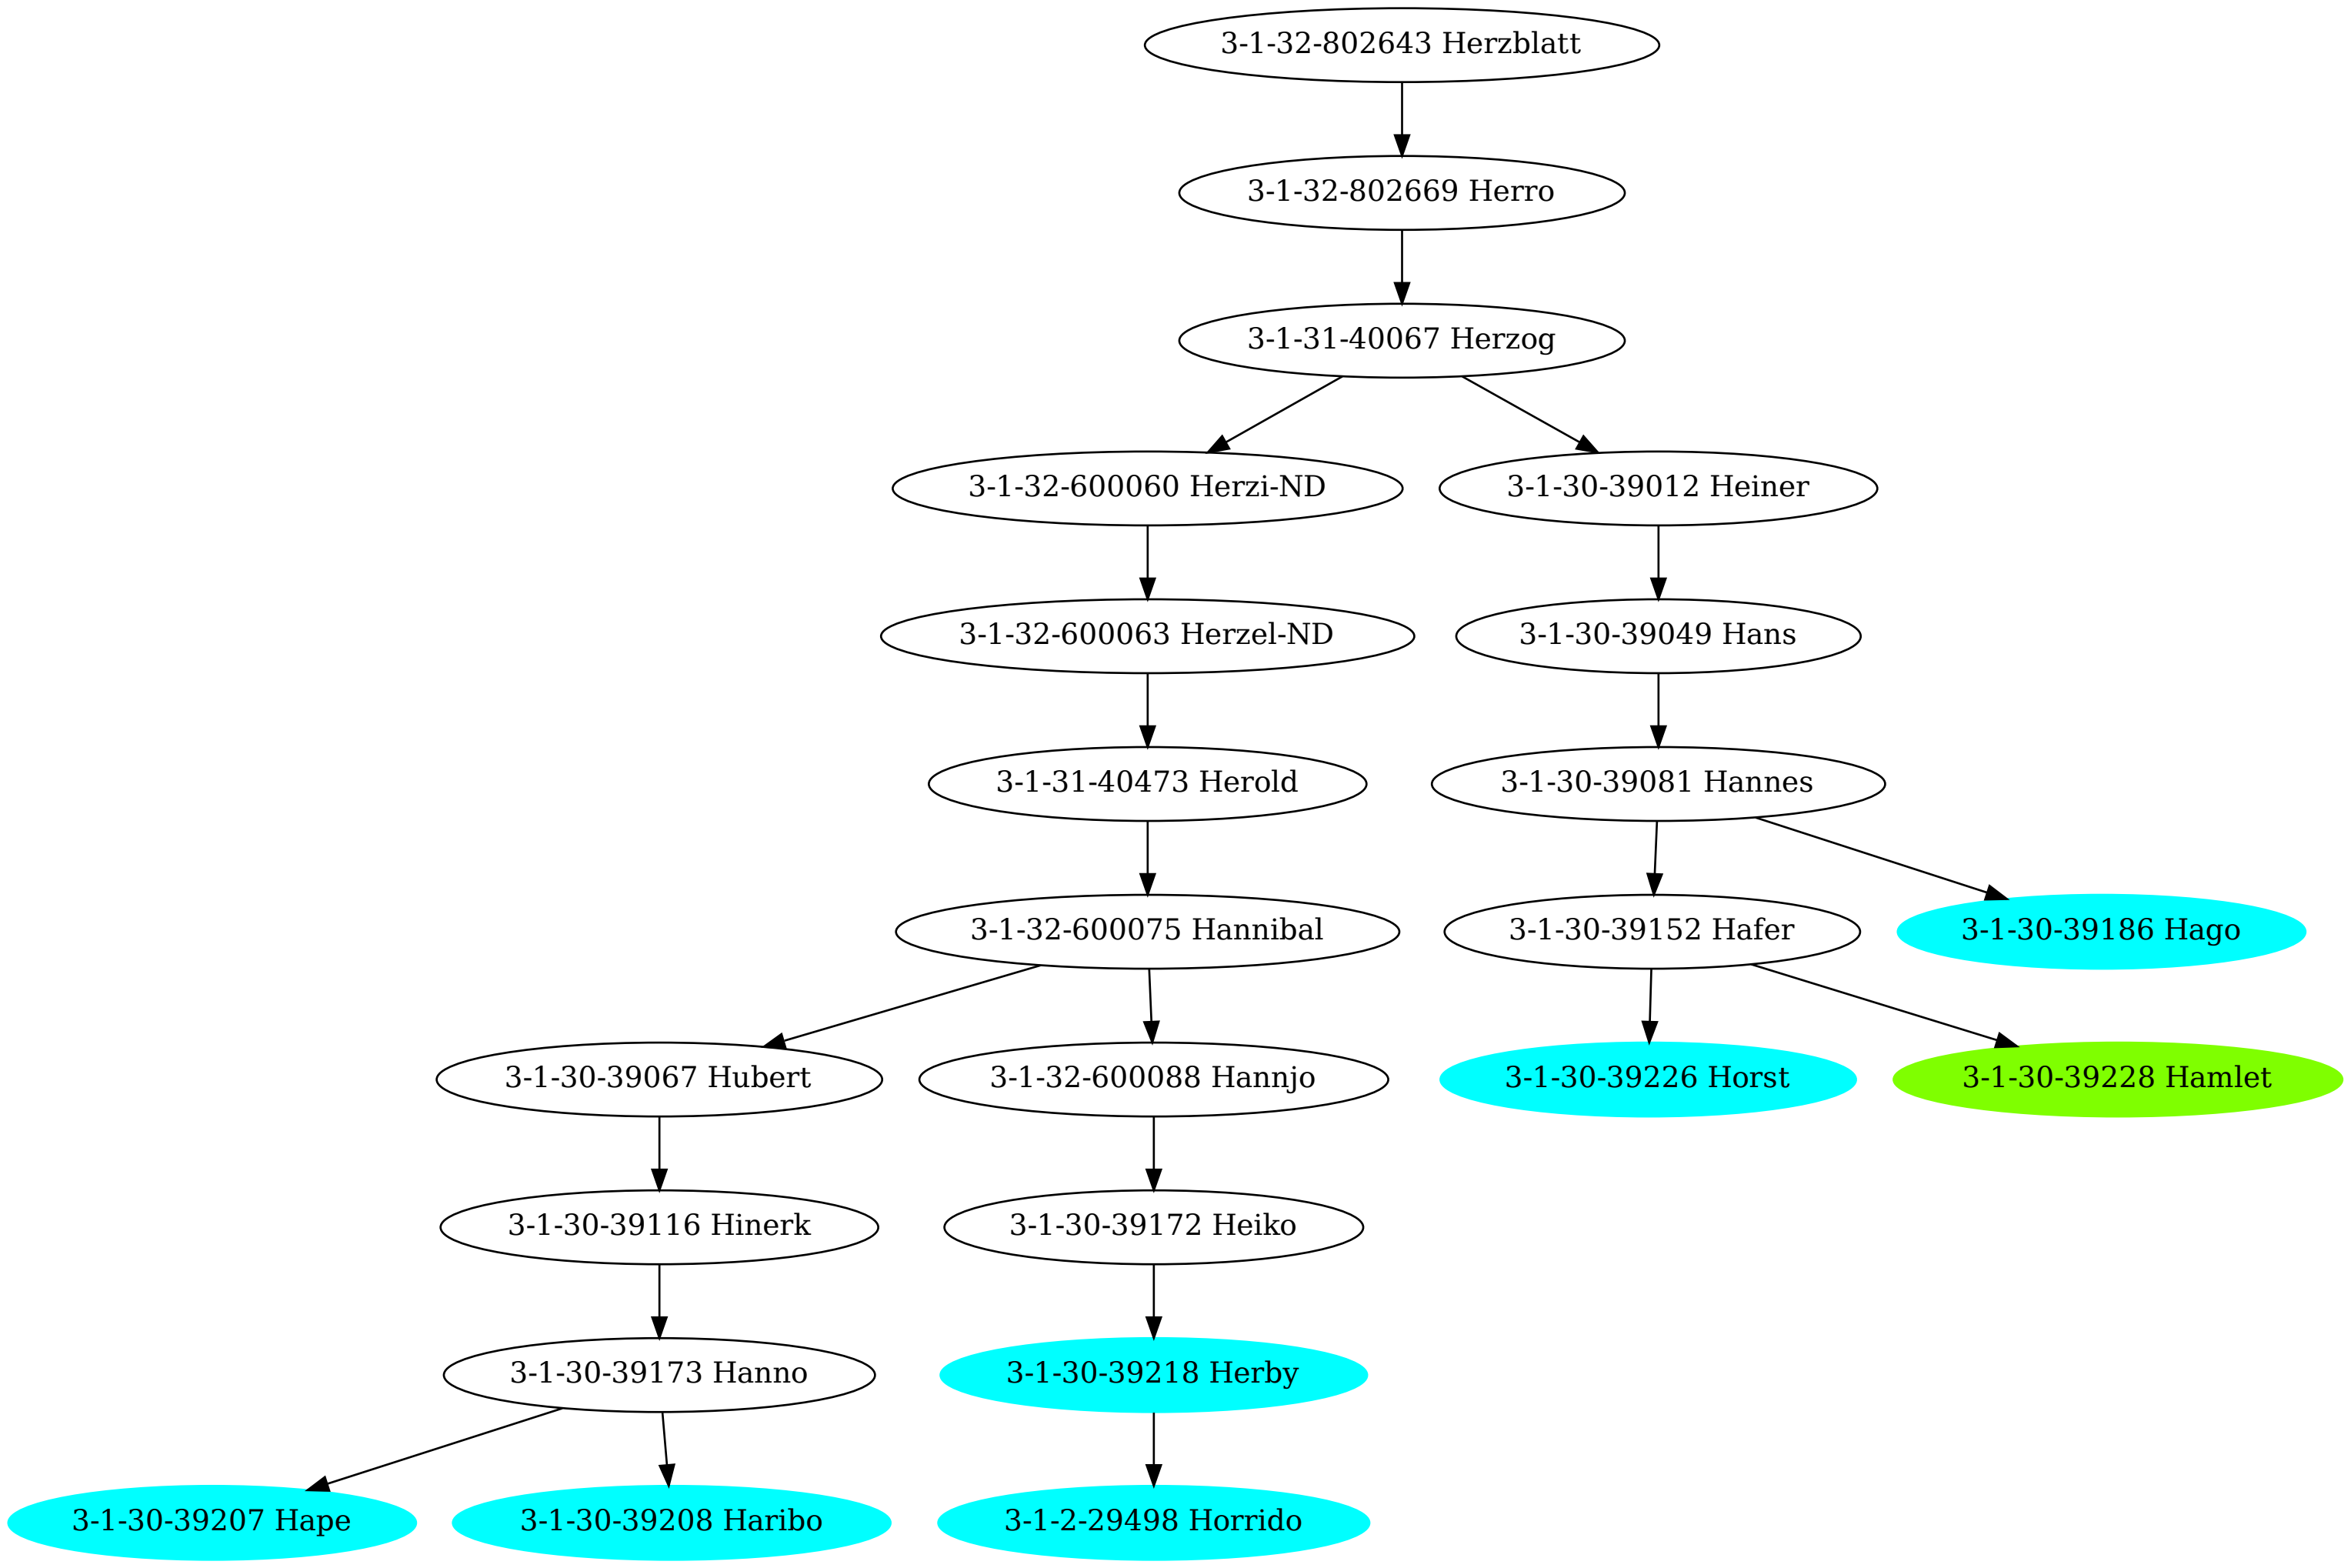 3-1-32-802643 Herzblatt
3-1-32-802669 Herro
3-1-31-40067 Herzog
3-1-32-600060 Herzi-ND
3-1-30-39012 Heiner
3-1-32-600063 Herzel-ND
3-1-30-39049 Hans
3-1-31-40473 Herold
3-1-30-39081 Hannes
3-1-32-600075 Hannibal
3-1-30-39152 Hafer
3-1-30-39186 Hago
3-1-30-39067 Hubert
3-1-32-600088 Hannjo
3-1-30-39226 Horst
3-1-30-39228 Hamlet
3-1-30-39116 Hinerk
3-1-30-39172 Heiko
3-1-30-39173 Hanno
3-1-30-39218 Herby
3-1-30-39207 Hape
3-1-30-39208 Haribo
3-1-2-29498 Horrido